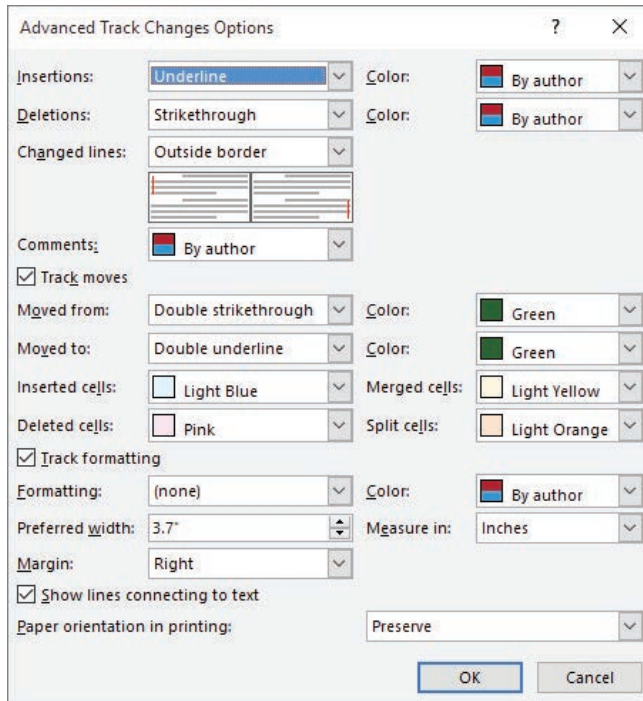 Advanced Track Changes Options ?
Insertions: Underline Color: By author
Deletions: Strikethrough Color: By author
Changed lines: Outside border
Comments: By author
Track moves
Moved from: Double strikethrough Color: Green
Moved to: Double underline Color: Green
Inserted cells: Light Blue Merged cells: Light Yellow
Deleted cells: Pink Split cells: Light Orange
Track formatting
Formatting: (none) Color: By author
Preferred width: 3.7" Measure in: Inches
Margin: Right
Show lines connecting to text
Paper orientation in printing: Preserve
OK Cancel